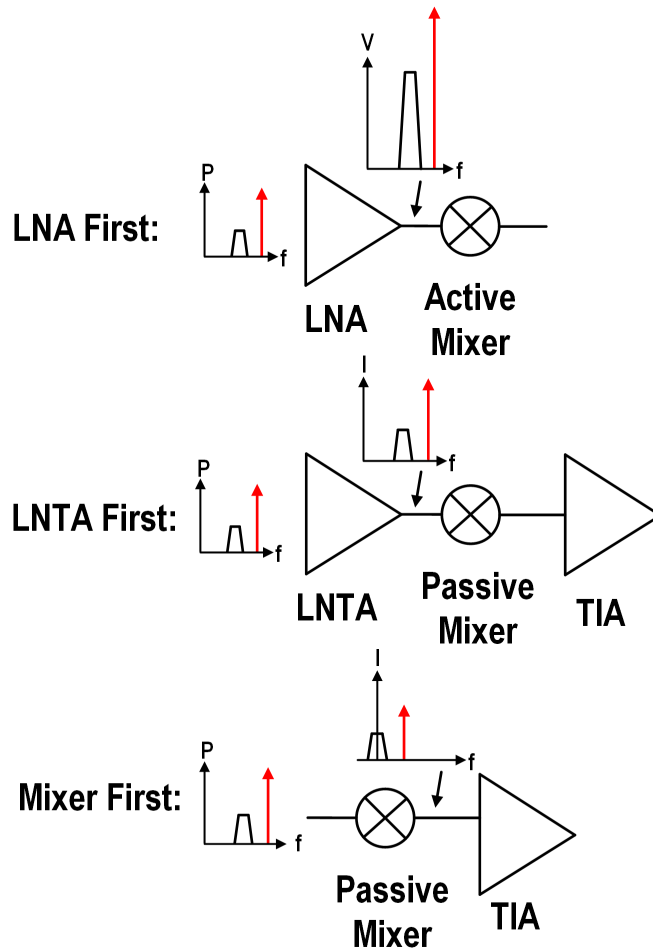 V
f
P
f
LNA First:
LNA
Active
Mixer
I
f
P
f
LNTA First:
LNTA
Passive
Mixer
TIA
I
f
P
f
Mixer First:
Passive
Mixer
TIA